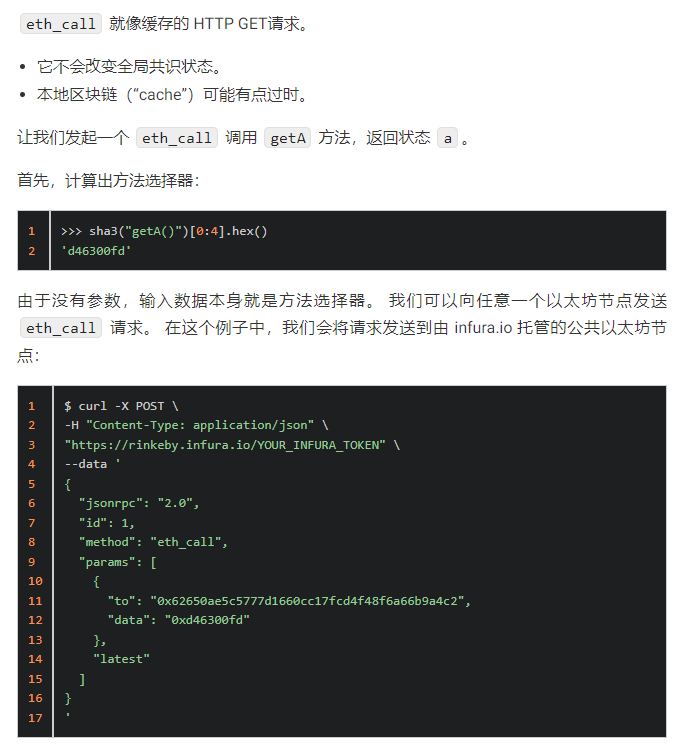 eth_call 就像缓存的 HTTP GET请求。
• 它不会改变全局共识状态。
• 本地区块链（“cache”）可能有点过时。
让我们发起一个 eth_call 调用 getA 方法，返回状态 a 。
首先，计算出方法选择器：
1 >>> sha3("getA()")[0:4].hex()
2 'd46300fd'
由于没有参数，输入数据本身就是方法选择器。 我们可以向任意一个以太坊节点发送
eth_call 请求。 在这个例子中，我们会将请求发送到由 infura.io 托管的公共以太坊节
点：
1 $ curl -X POST \
2 -H "Content-Type: application/json" \
3 "https://rinkeby.infura.io/YOUR_INFURA_TOKEN" \
4 --data '
5 {
6   "jsonrpc": "2.0",
7   "id": 1,
8   "method": "eth_call",
9   "params": [
10     {
11       "to": "0x62650ae5c5777d1660cc17fcd4f48f6a66b9a4c2",
12       "data": "0xd46300fd"
13     },
14     "latest"
15   ]
16 }
17 '